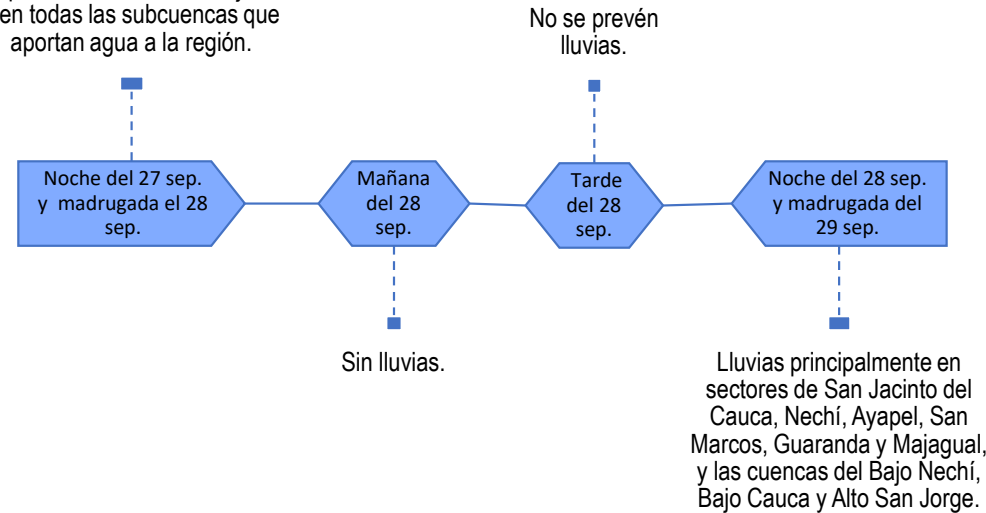 en todas las subcuencas que
aportan agua a la región.
No se prevén
lluvias.
Noche del 27 sep.
y madrugada el 28
sep.
Mañana
del 28
sep.
Tarde
del 28
sep.
Noche del 28 sep.
y madrugada del
29 sep.
Sin lluvias.
Lluvias principalmente en
sectores de San Jacinto del
Cauca, Nechí, Ayapel, San
Marcos, Guaranda y Majagual,
y las cuencas del Bajo Nechí,
Bajo Cauca y Alto San Jorge.